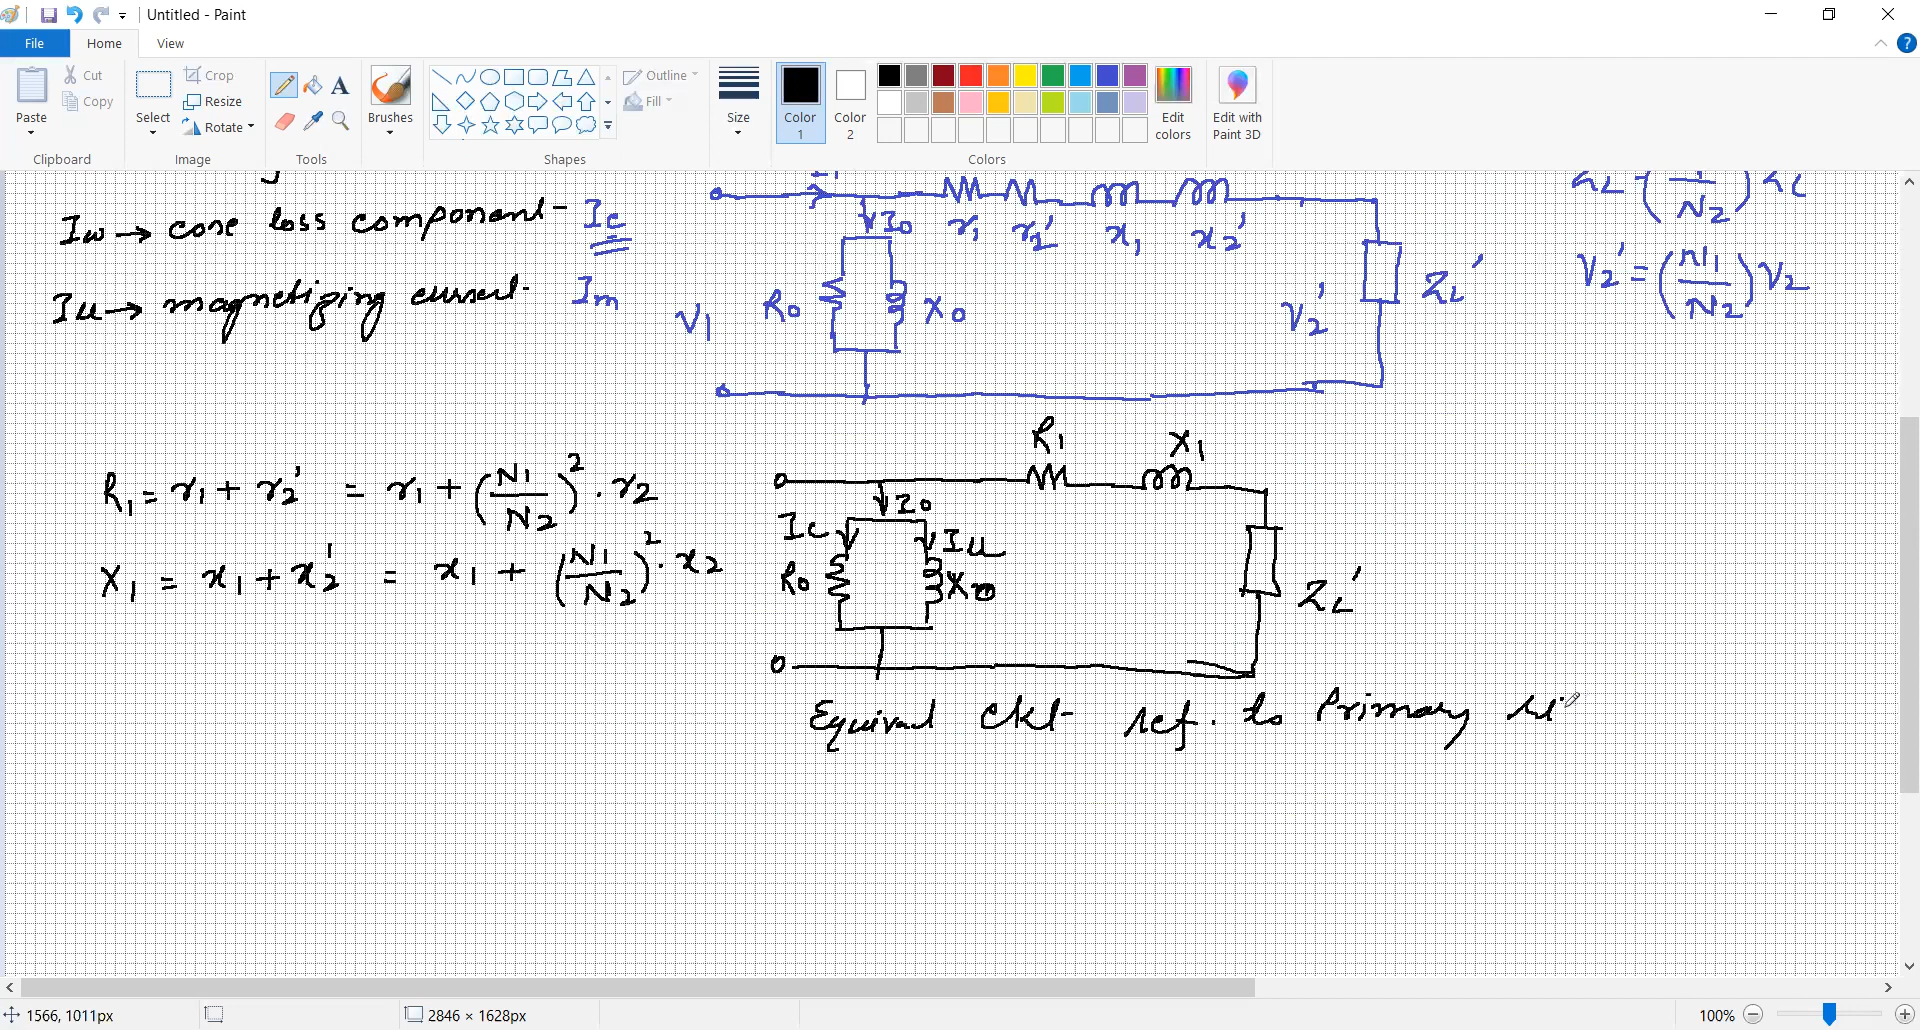 Untitled - Paint
File Home View
Paste
Cut
Copy
Clipboard
Select
Crop
Resize
Rotate
Image
Tools
Brushes
Outline
Fill
Shapes
Size
Color 1
Color 2
Edit colors
Edit with Paint 3D
Colors
Iw → core loss component - Ic
Iu → magnetizing current - Im
I0 r1 r2' x1 x2'
V1 R0 X0 V2' ZL'
N2
V2' = (N1/N2) V2
R1 = r1 + r2' = r1 + (N1/N2)² . r2
X1 = x1 + x2' = x1 + (N1/N2)² . x2
R1 X1
I0
Ic Iu
R0 X0 ZL'
Equival ckt ref. to Primary
1566, 1011px
2846 × 1628px
100%